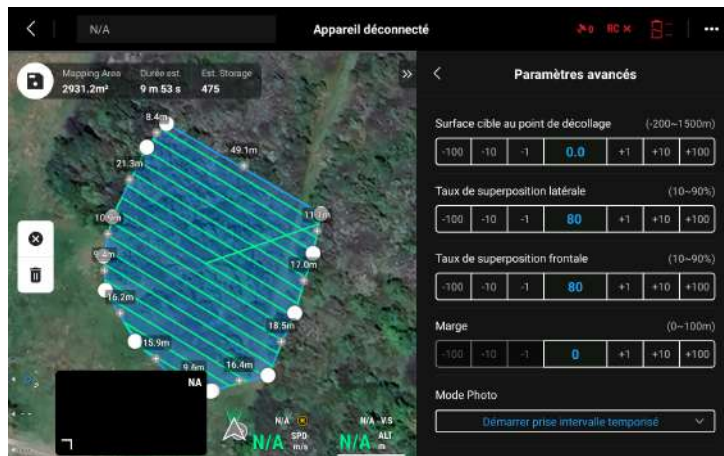 N/A
Appareil déconnecté
0
RC
Mapping Area
Durée est.
Est. Storage
2931.2m²
9 m 53 s
475
8.4m
49.1m
21.3m
17.0m
16.2m
18.5m
15.9m
16.4m
9.6m
NA
N/A
N/A VS
N/A
SPD
m/s
N/A
ALT
m
Paramètres avancés
Surface cible au point de décollage (-200~1500m)
-100 -10 -1 0.0 +1 +10 +100
Taux de superposition latérale (10~90%)
-100 -10 -1 80 +1 +10 +100
Taux de superposition frontale (10~90%)
-100 -10 -1 80 +1 +10 +100
Marge (0~100m)
-100 -10 -1 0 +1 +10 +100
Mode Photo
Démarrer prise intervalle temporisé